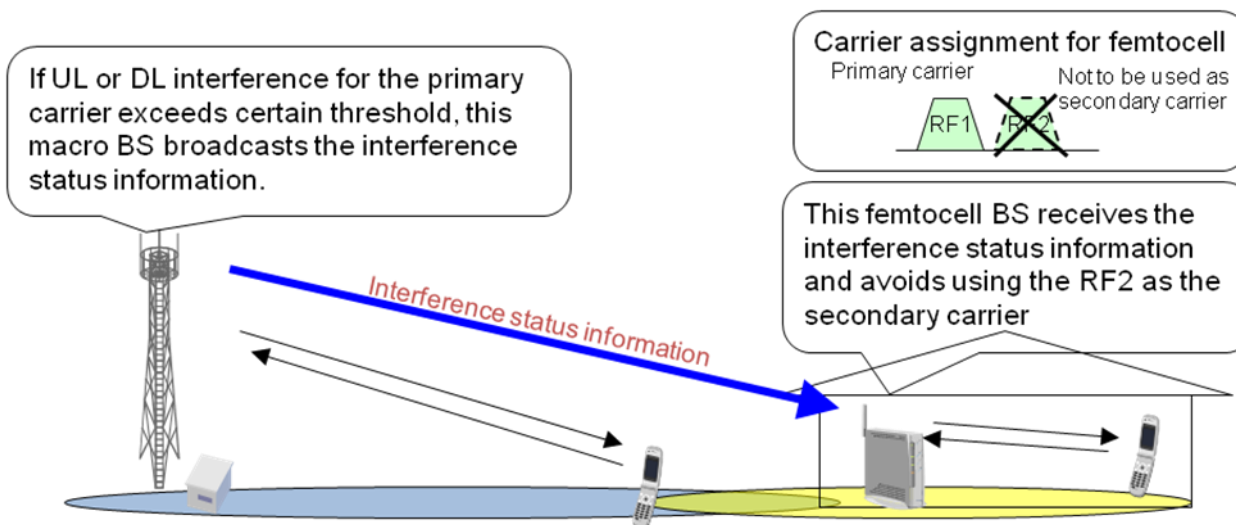 If UL or DL interference for the primary
carrier exceeds certain threshold, this
macro BS broadcasts the interference
status information.
Carrier assignment for femtocell
Primary carrier
Not to be used as
secondary carrier
RF1
RF2
This femtocell BS receives the
interference status information
and avoids using the RF2 as the
secondary carrier
Interference status information